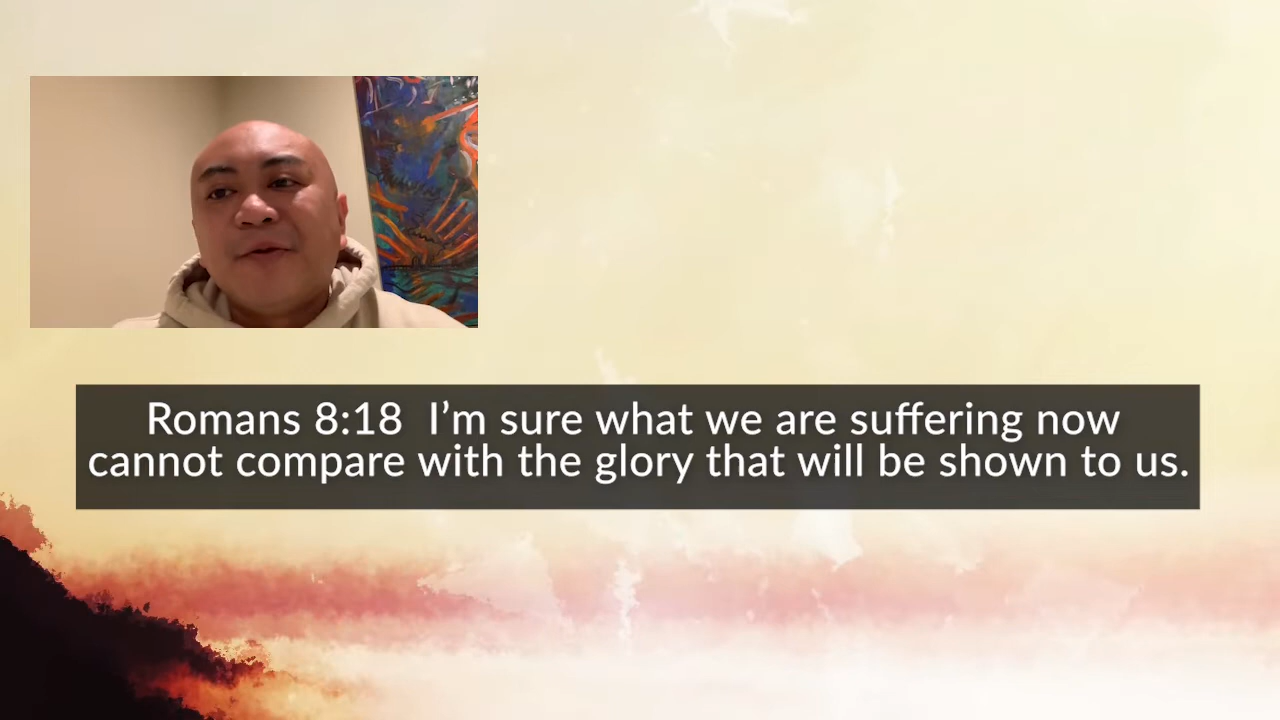 Romans 8:18  I’m sure what we are suffering now
cannot compare with the glory that will be shown to us.